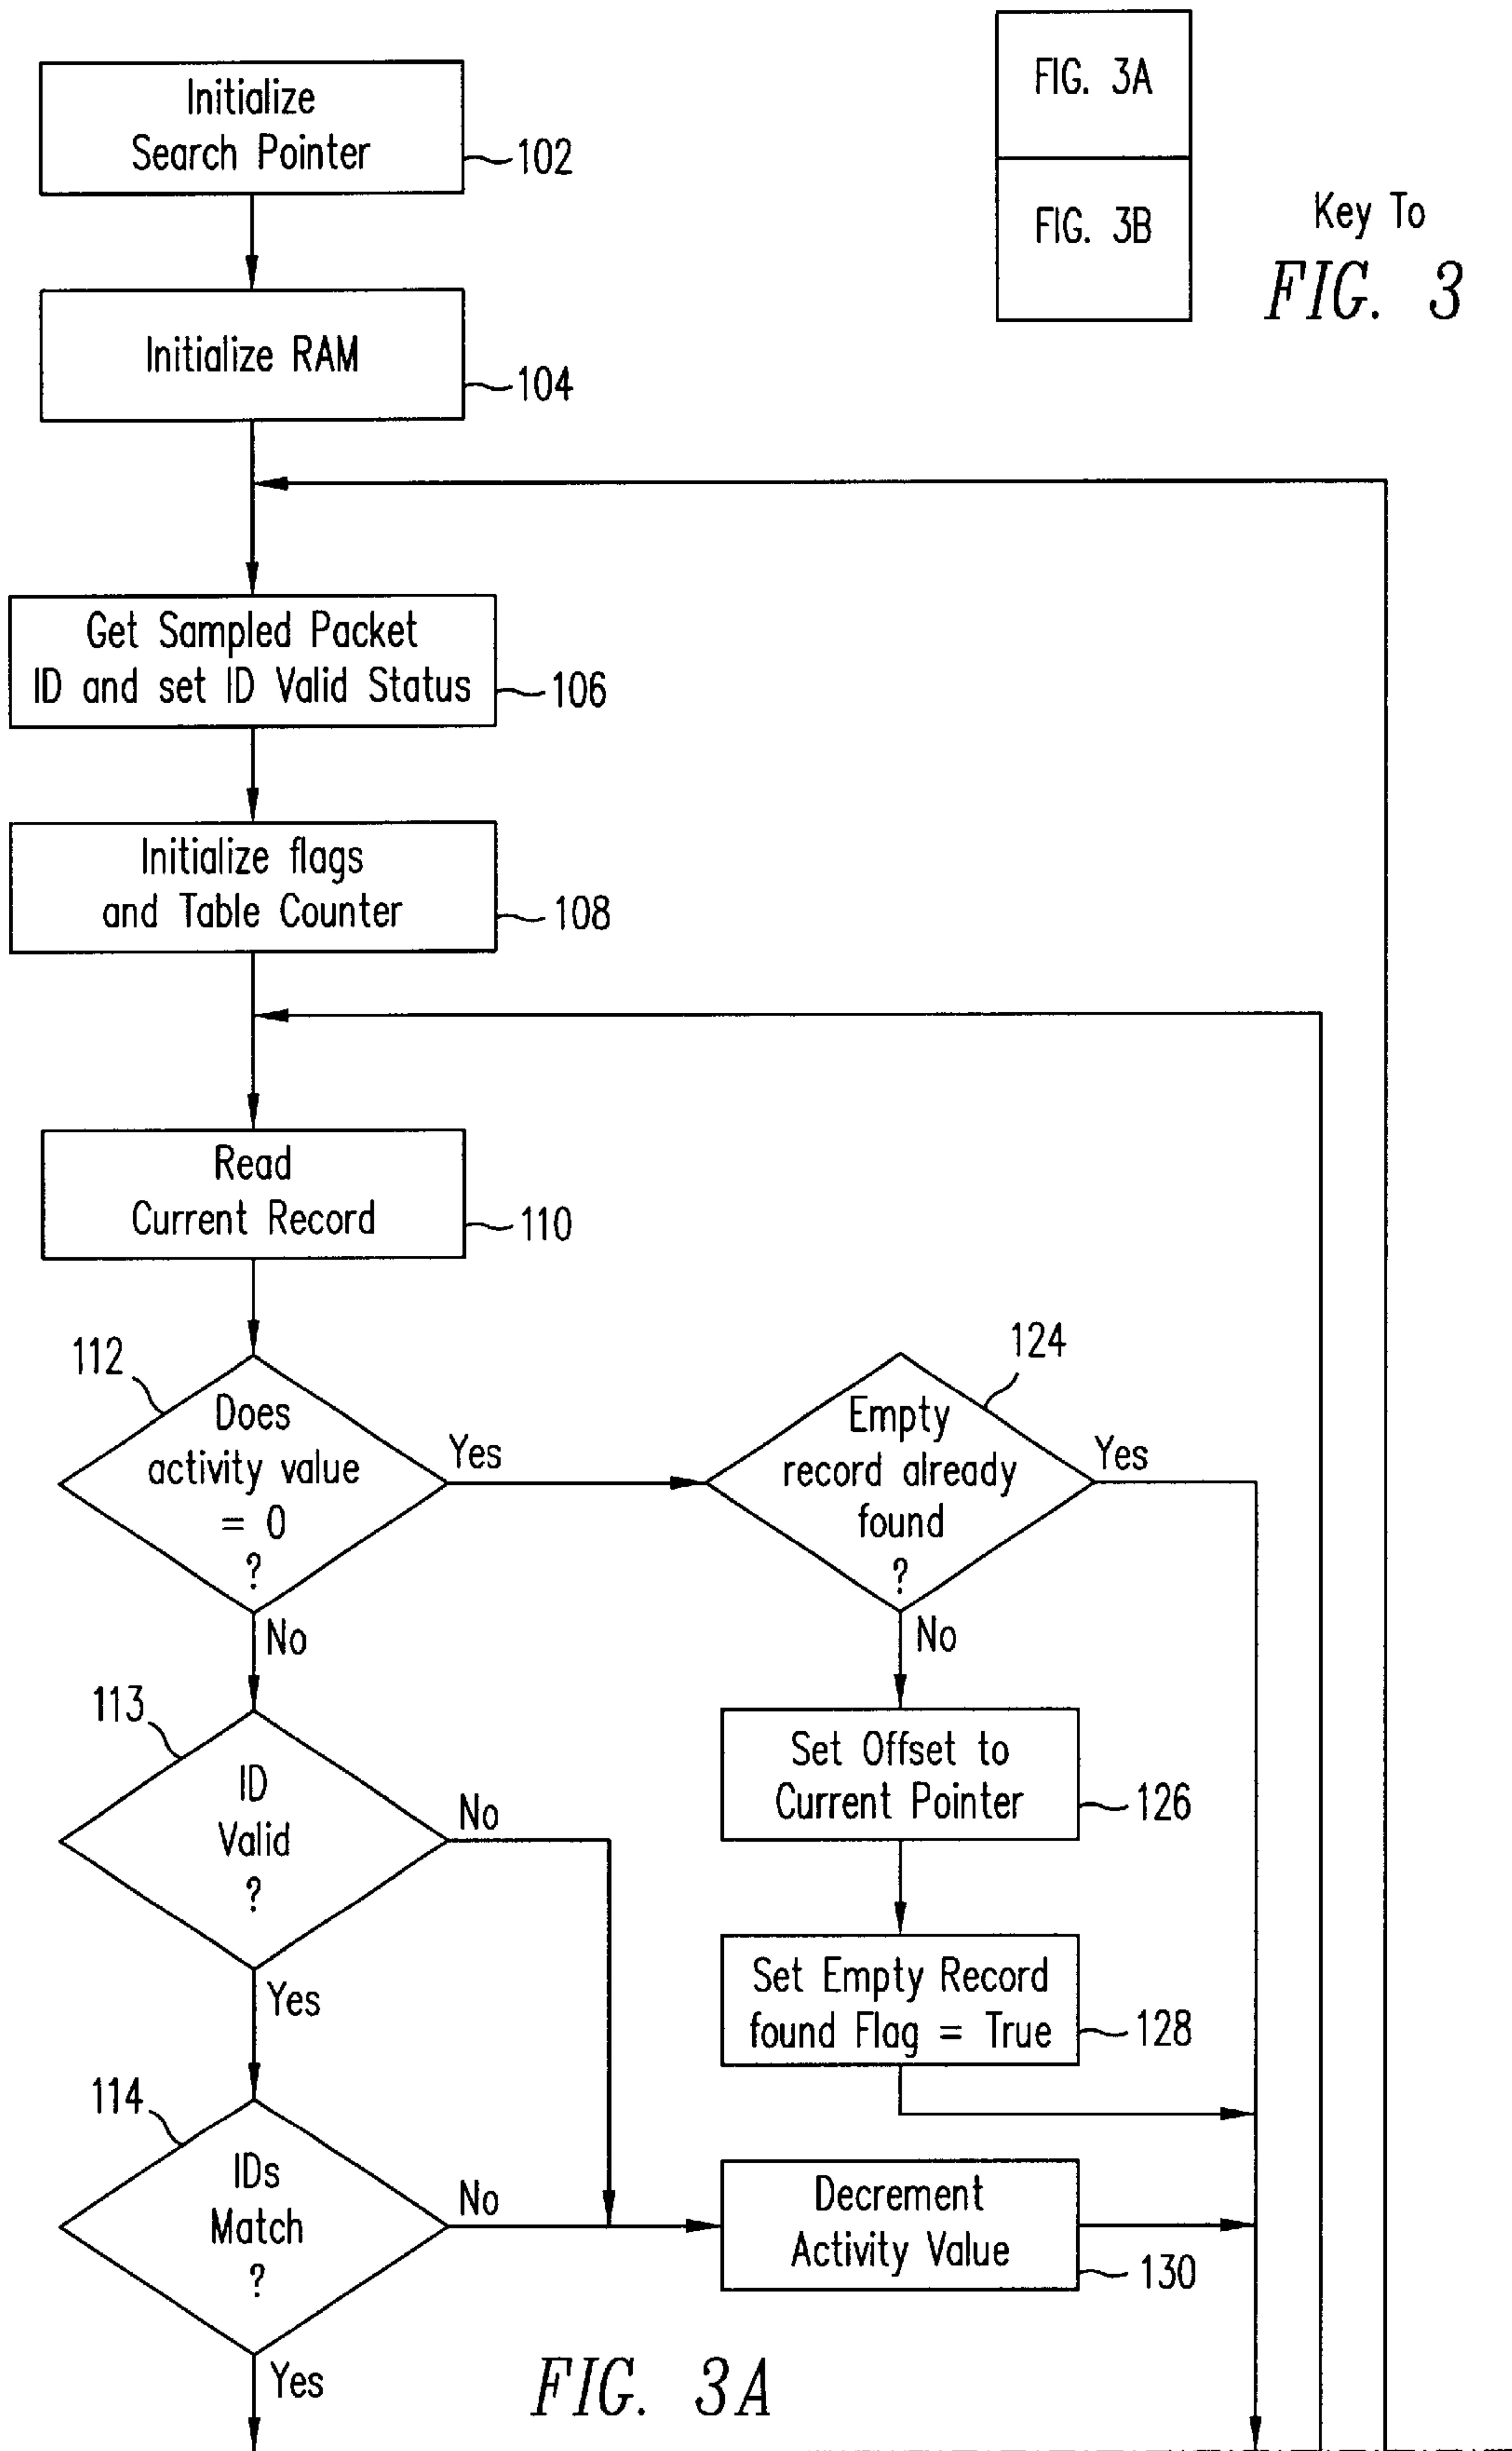 Initialize
Search Pointer
102
FIG. 3A
FIG. 3B
Key To
FIG. 3
Initialize RAM
104
Get Sampled Packet
ID and set ID Valid Status
106
Initialize flags
and Table Counter
108
Read
Current Record
110
112
Does
activity value
= 0
?
Yes
No
124
Empty
record already
found
?
Yes
No
113
ID
Valid
?
No
Yes
Set Offset to
Current Pointer
126
Set Empty Record
found Flag = True
128
114
IDs
Match
?
No
Yes
Decrement
Activity Value
130
FIG. 3A